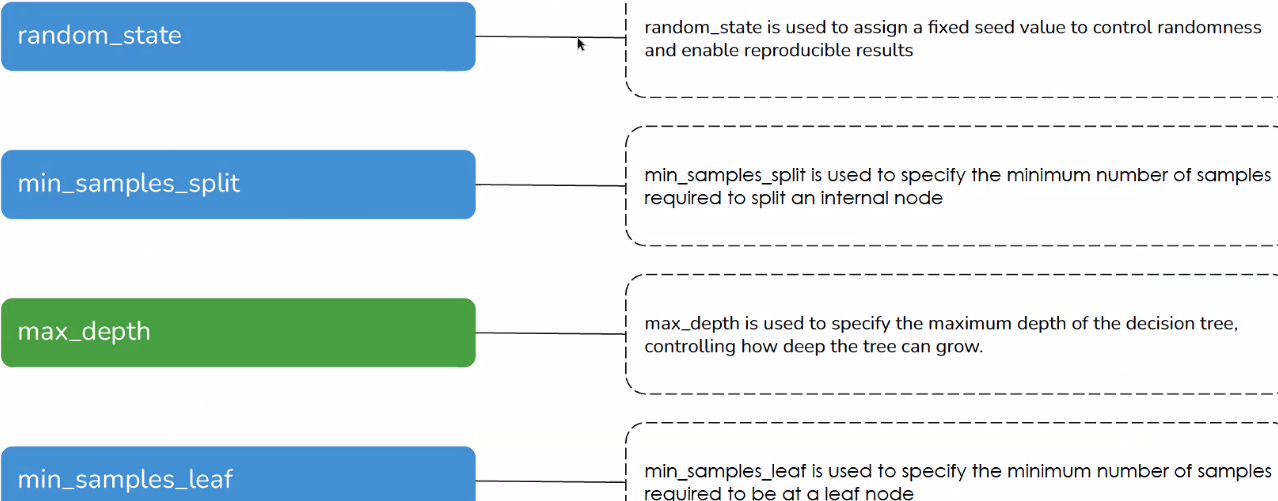 random_state
random_state is used to assign a fixed seed value to control randomness
and enable reproducible results
min_samples_split
min_samples_split is used to specify the minimum number of samples
required to split an internal node
max_depth
max_depth is used to specify the maximum depth of the decision tree,
controlling how deep the tree can grow.
min_samples_leaf
min_samples_leaf is used to specify the minimum number of samples
required to be at a leaf node